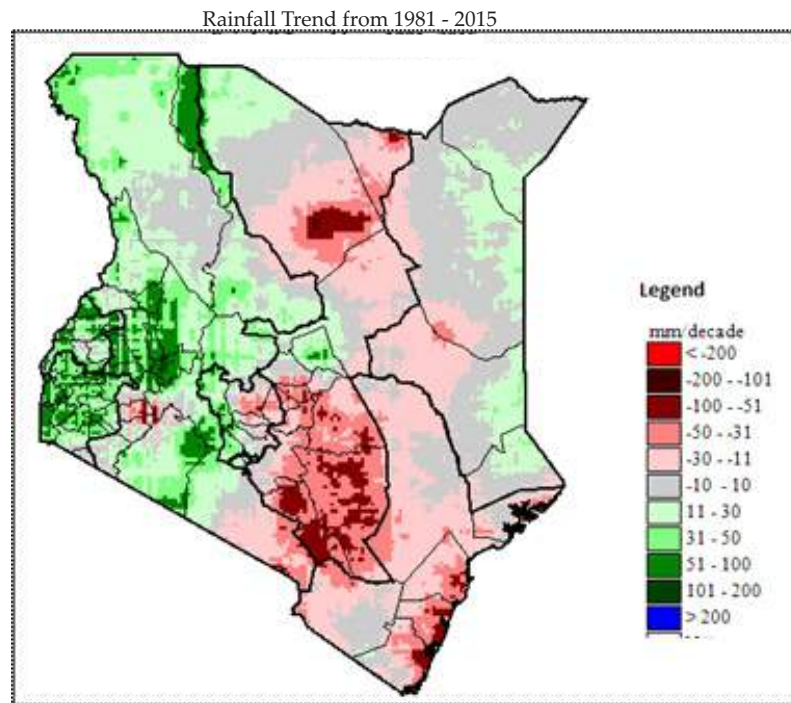 Rainfall Trend from 1981 - 2015
Legend
mm/decade
< -200
-200 - -101
-100 - -51
-50 - -31
-30 - -11
-10 - 10
11 - 30
31 - 50
51 - 100
101 - 200
> 200